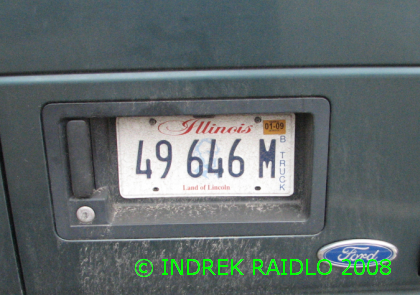 Illinois
01-09
49 646 M
B TRUCK
Land of Lincoln
Ford
© INDREK RAIDLO 2008